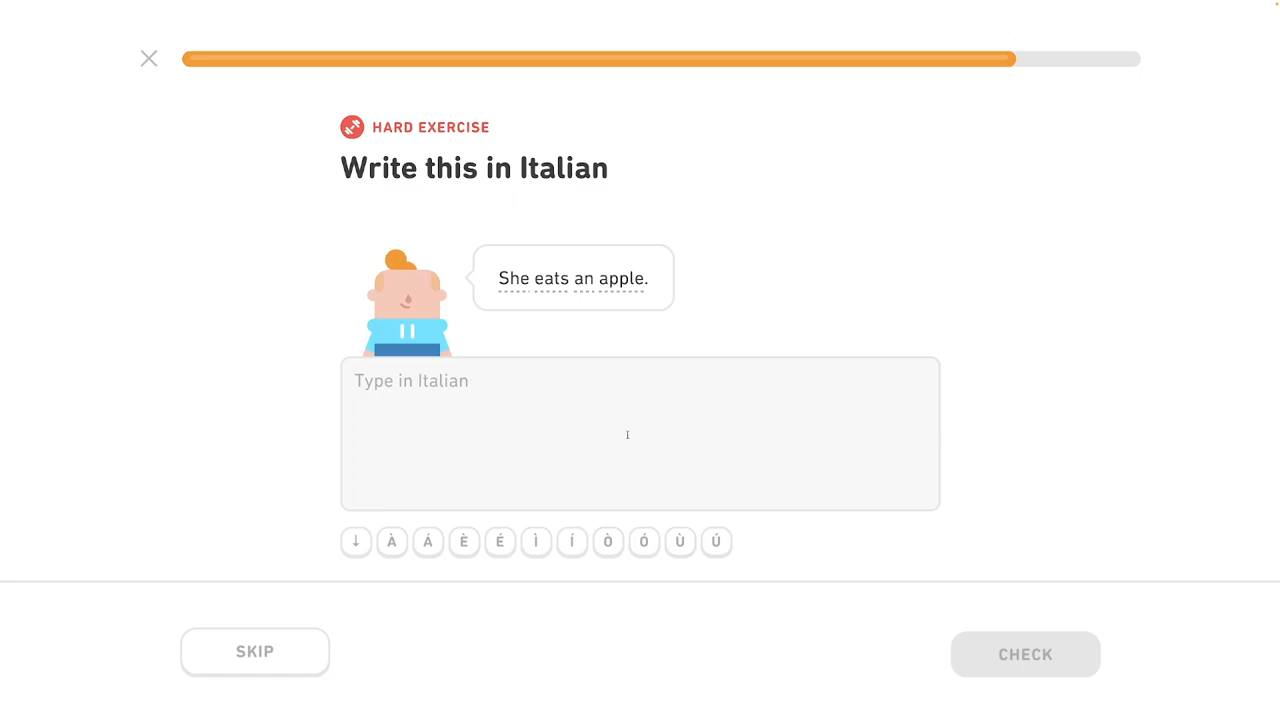 HARD EXERCISE
Write this in Italian
She eats an apple.
Type in Italian
↓ À Á È É Ì Í Ò Ó Ù Ú
SKIP
CHECK